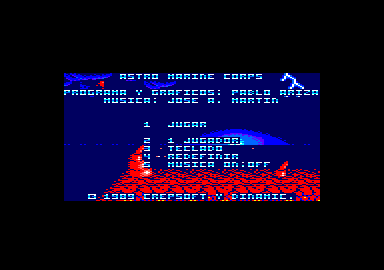 ASTRO MARINE CORPS
PROGRAMA Y GRAFICOS: PABLO ARIZA
MUSICA: JOSE A. MARTIN
1 JUGAR
2 1 JUGADOR
3 TECLADO
4 REDEFINIR
5 MUSICA ON:OFF
© 1989 CREPSOFT Y DINAMIC.